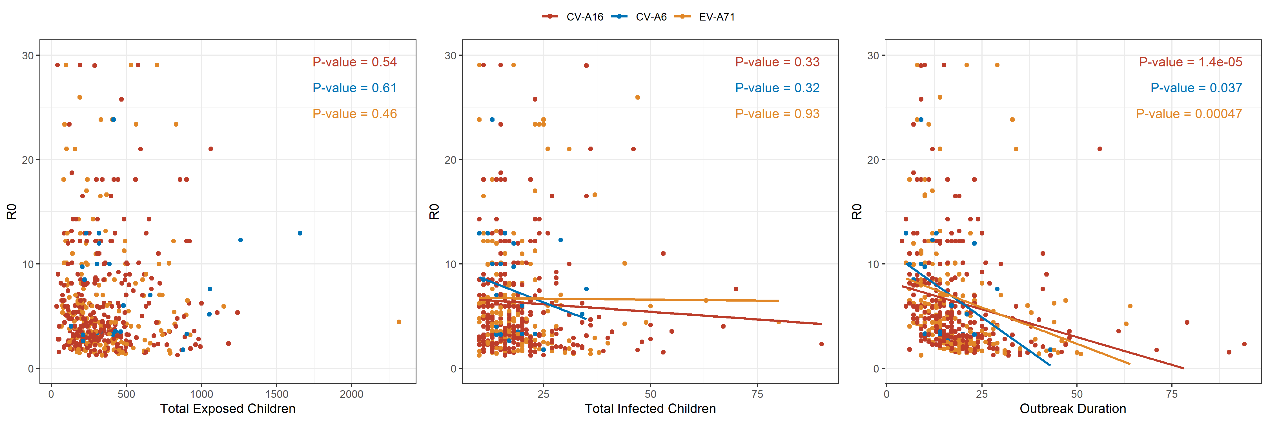 CV-A16 CV-A6 EV-A71
R0
30
20
10
0
P-value = 0.54
P-value = 0.61
P-value = 0.46
0 500 1000 1500 2000
Total Exposed Children
R0
30
20
10
0
P-value = 0.33
P-value = 0.32
P-value = 0.93
25 50 75
Total Infected Children
R0
30
20
10
0
P-value = 1.4e-05
P-value = 0.037
P-value = 0.00047
0 25 50 75
Outbreak Duration